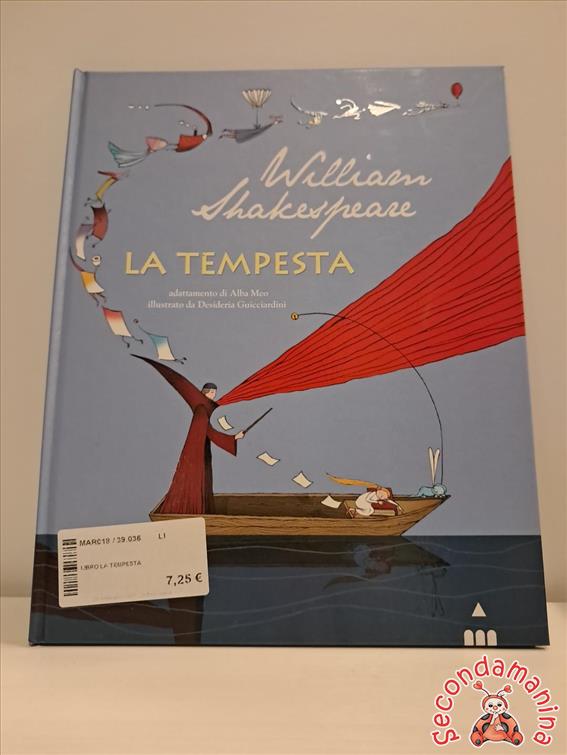 William
Shakespeare
LA TEMPESTA
adattamento di Alba Meo
illustrato da Desideria Guicciardini
MAR018 / 39.036 LI
LIBRO LA TEMPESTA
7,25 €
secondamanina